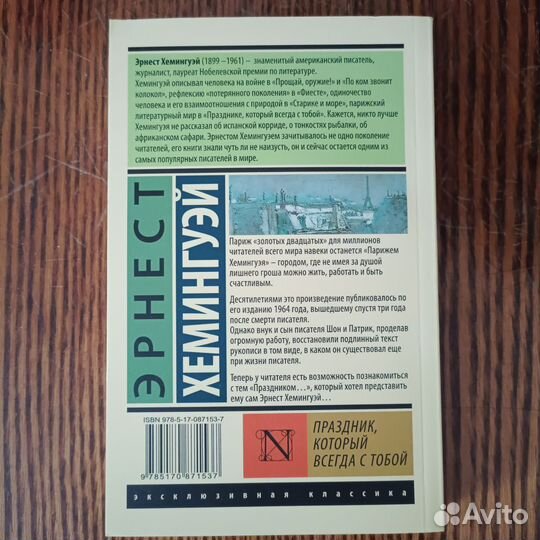 Эрнест Хемингуэй (1899 –1961) – знаменитый американский писатель,
журналист, лауреат Нобелевской премии по литературе.
Хемингуэй описывал человека на войне в "Прощай, оружие!» и «По ком звонит
колокол», рефлексию «потерянного поколения» в «Фиесте», одиночество
человека и его взаимоотношения с природой в «Старике и море», парижский
литературный мир в «Празднике, который всегда с тобой». Кажется, никто лучше
Хемингуэя не рассказал об испанской корриде, о тонкостях рыбалки, об
африканском сафари. Эрнестом Хемингуэем зачитывалось не одно поколение
читателей, его книги знали чуть ли не наизусть, он и сейчас остается одним из
самых популярных писателей в мире.
ЭРНЕСТ
ХЕМИНГУЭЙ
Париж «золотых двадцатых» для миллионов
читателей всего мира навеки останется «Парижем
Хемингуэя» – городом, где не имея за душой
лишнего гроша можно жить, работать и быть
счастливым.
Десятилетиями это произведение публиковалось по
его изданию 1964 года, вышедшему спустя три года
после смерти писателя.
Однако внук и сын писателя Шон и Патрик, проделав
огромную работу, восстановили подлинный текст
рукописи в том виде, в каком он существовал еще
при жизни писателя.
Теперь у читателя есть возможность познакомиться
с тем «Праздником…», который хотел представить
ему сам Эрнест Хемингуэй…
ISBN 978-5-17-087153-7
9 785170 871537
N
ПРАЗДНИК,
КОТОРЫЙ
ВСЕГДА С ТОБОЙ
эксклюзивная классика
Avito